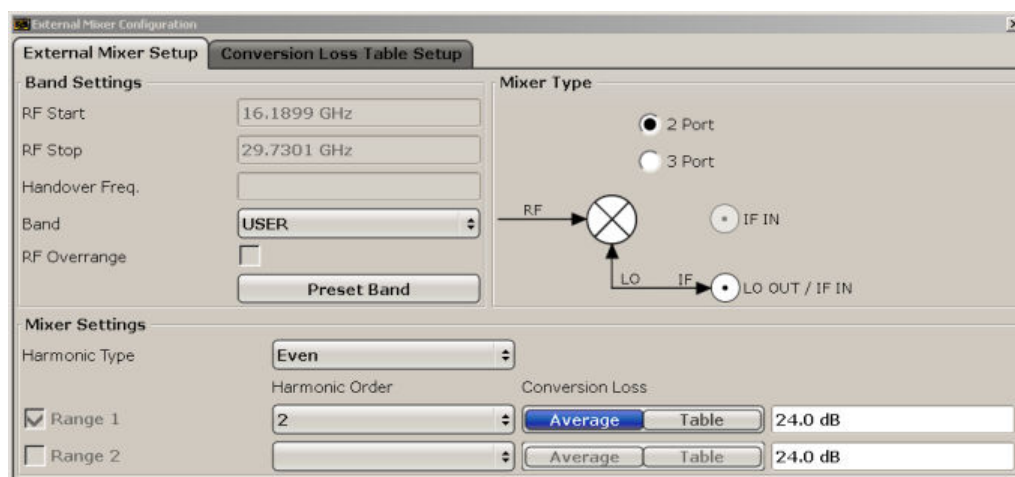 External Mixer Configuration
External Mixer Setup
Conversion Loss Table Setup
Band Settings
RF Start
16.1899 GHz
RF Stop
29.7301 GHz
Handover Freq.
Band
USER
RF Overrange
Preset Band
Mixer Type
2 Port
3 Port
RF
IF IN
LO
IF
LO OUT / IF IN
Mixer Settings
Harmonic Type
Even
Harmonic Order
Conversion Loss
Range 1
2
Average
Table
24.0 dB
Range 2
Average
Table
24.0 dB